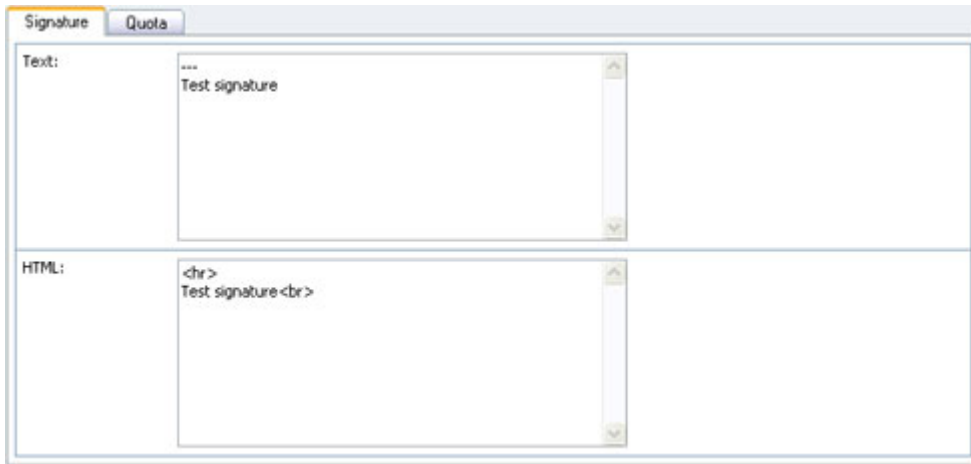 Signature Quota
Text:
---
Test signature
HTML:
<hr>
Test signature<br>